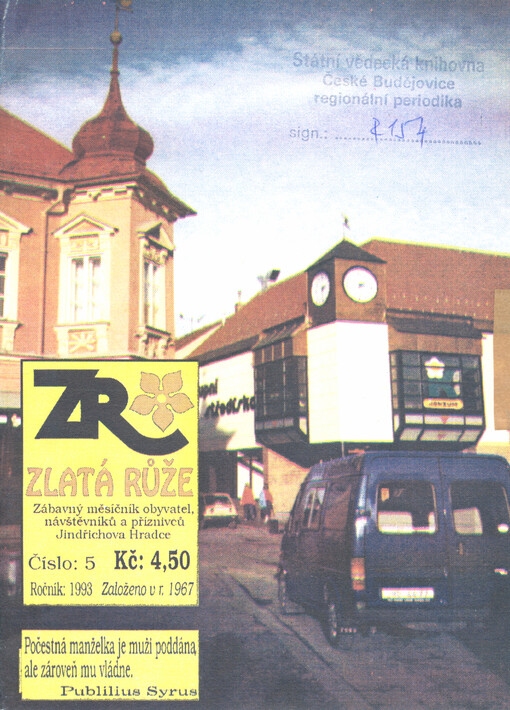 Státní vědecká knihovna
České Budějovice
regionální periodika
sign.: R 157
ZR
ZLATÁ RŮŽE
Zábavný měsíčník obyvatel,
návštěvníků a příznivců
Jindřichova Hradce
Číslo: 5 Kč: 4,50
Ročník: 1993 Založeno v r. 1967
Počestná manželka je muži poddána,
ale zároveň mu vládne.
Publilius Syrus